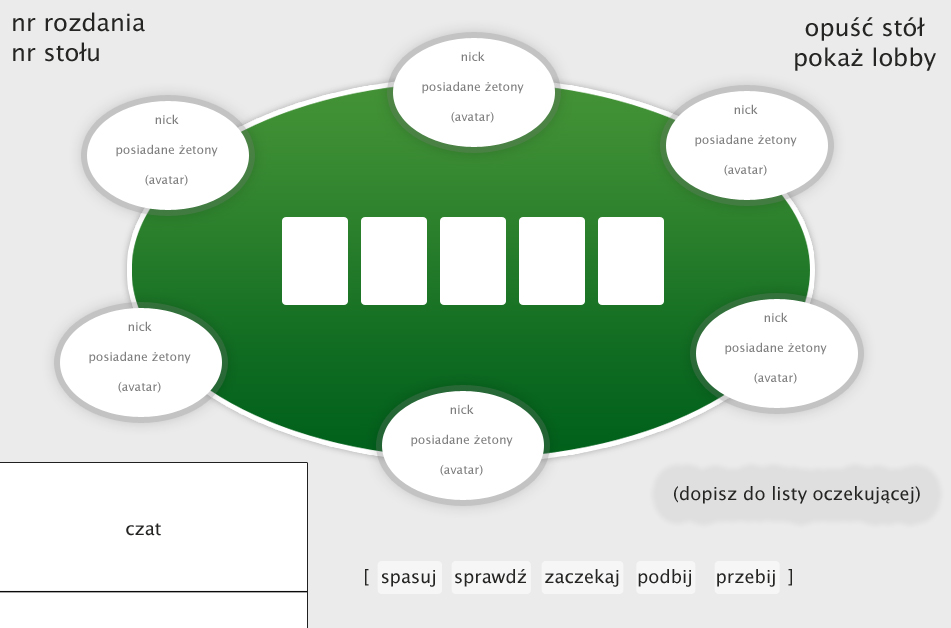 nr rozdania
nr stołu
opuść stół
pokaż lobby
nick
posiadane żetony
(avatar)
nick
posiadane żetony
(avatar)
nick
posiadane żetony
(avatar)
nick
posiadane żetony
(avatar)
nick
posiadane żetony
(avatar)
nick
posiadane żetony
(avatar)
(dopisz do listy oczekującej)
czat
[ spasuj sprawdź zaczekaj podbij przebij ]